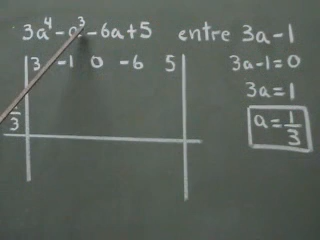 3a⁴-a³-6a+5 entre 3a-1
3 -1 0 -6 5
3a-1=0
3a=1
a=1/3
1/3